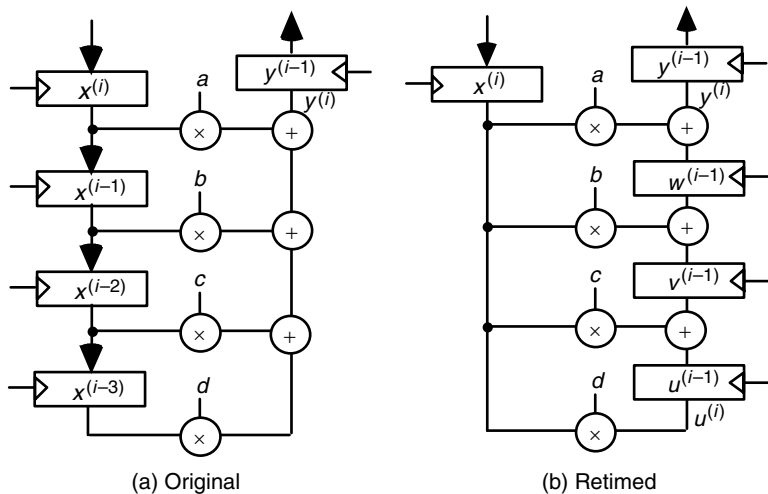 x(i)
a
y(i–1)
y(i)
×
+
x(i–1)
b
×
+
x(i–2)
c
×
+
x(i–3)
d
×
(a) Original
x(i)
a
y(i–1)
y(i)
×
+
b
w(i–1)
×
+
c
v(i–1)
×
+
d
u(i–1)
u(i)
×
(b) Retimed